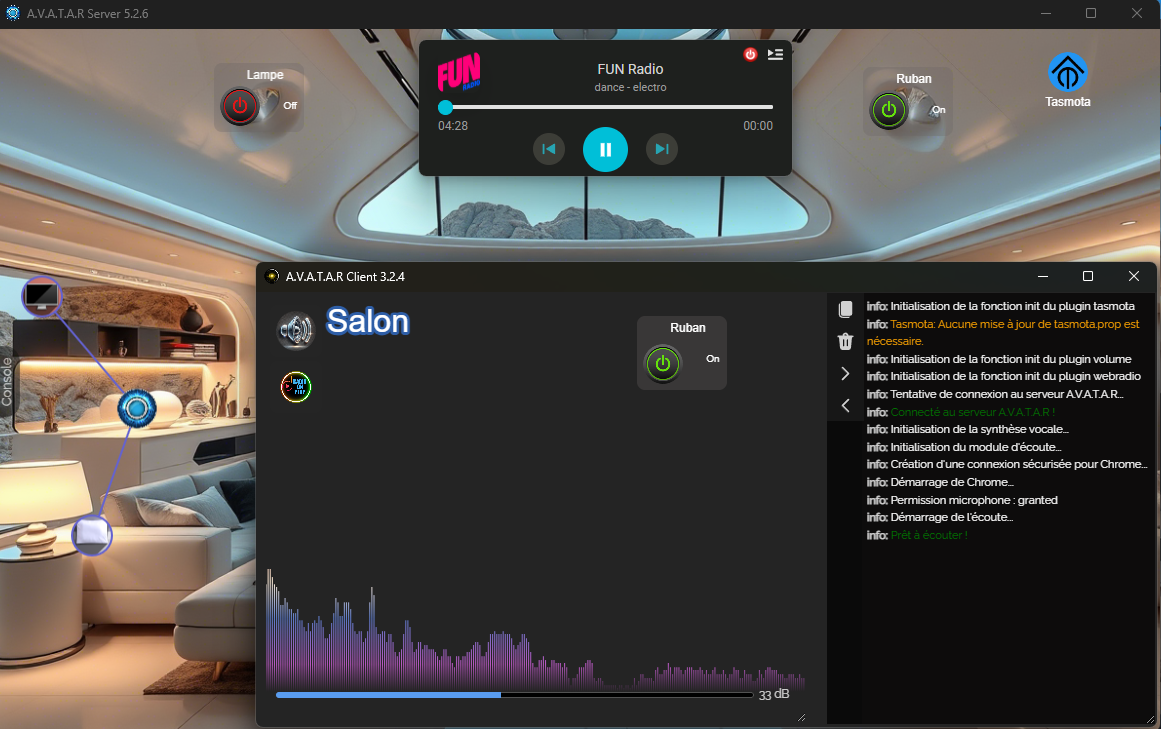 A.V.A.T.A.R Server 5.2.6
Lampe
Off
FUN
RADIO
FUN Radio
dance - electro
04:28
00:00
Ruban
On
Tasmota
Console
A.V.A.T.A.R Client 3.2.4
Salon
Ruban
On
info: Initialisation de la fonction init du plugin tasmota
info: Tasmota: Aucune mise à jour de tasmota.prop est
nécessaire.
info: Initialisation de la fonction init du plugin volume
info: Initialisation de la fonction init du plugin webradio
info: Tentative de connexion au serveur A.V.A.T.A.R...
info: Connecté au serveur A.V.A.T.A.R !
info: Initialisation de la synthèse vocale...
info: Initialisation du module d'écoute...
info: Création d'une connexion sécurisée pour Chrome...
info: Démarrage de Chrome...
info: Permission microphone : granted
info: Démarrage de l'écoute...
info: Prêt à écouter !
33 dB